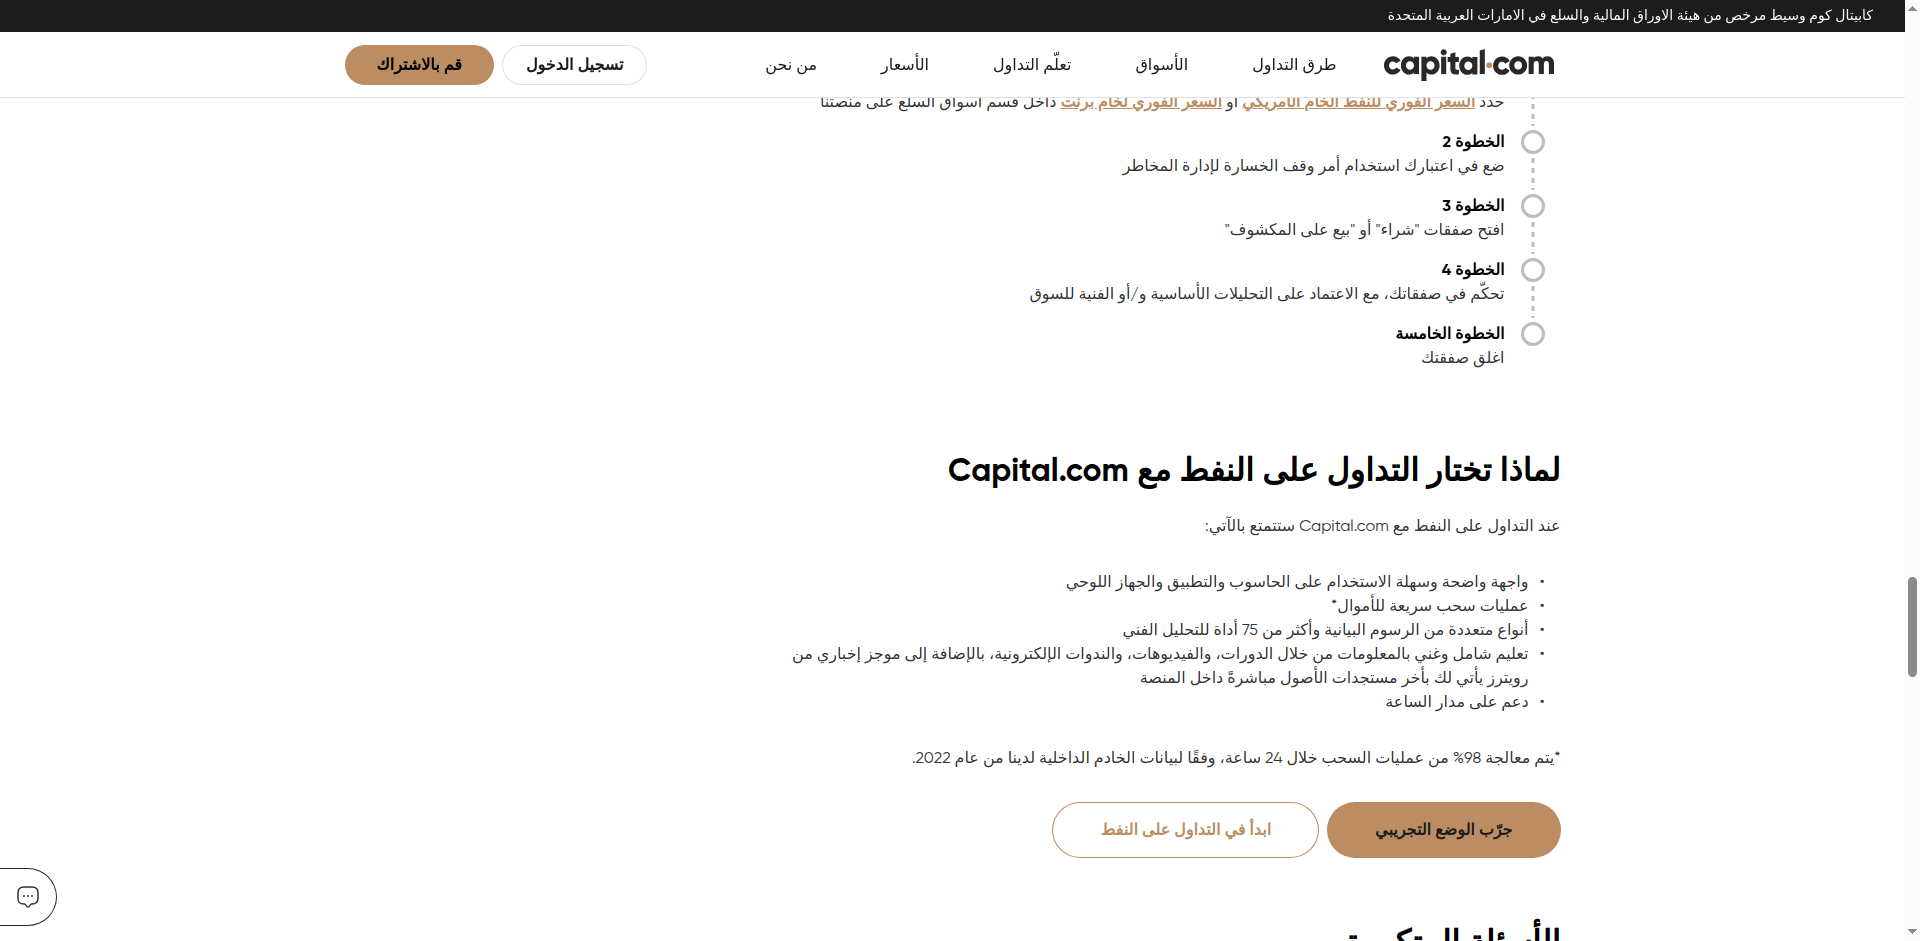 كابيتال كوم وسيط مرخص من هيئة الاوراق المالية والسلع في الامارات العربية المتحدة
capital.com طرق التداول الأسواق تعلّم التداول الأسعار من نحن تسجيل الدخول قم بالاشتراك
حدد السعر الفوري للنفط الخام الأمريكي أو السعر الفوري لخام برنت داخل قسم أسواق السلع على منصتنا
الخطوة 2
ضع في اعتبارك استخدام أمر وقف الخسارة لإدارة المخاطر
الخطوة 3
افتح صفقات "شراء" أو "بيع على المكشوف"
الخطوة 4
تحكّم في صفقاتك، مع الاعتماد على التحليلات الأساسية و/أو الفنية للسوق
الخطوة الخامسة
اغلق صفقتك
لماذا تختار التداول على النفط مع Capital.com
عند التداول على النفط مع Capital.com ستتمتع بالآتي:
• واجهة واضحة وسهلة الاستخدام على الحاسوب والتطبيق والجهاز اللوحي
• عمليات سحب سريعة للأموال*
• أنواع متعددة من الرسوم البيانية وأكثر من 75 أداة للتحليل الفني
• تعليم شامل وغني بالمعلومات من خلال الدورات، والفيديوهات، والندوات الإلكترونية، بالإضافة إلى موجز إخباري من
رويترز يأتي لك بأخر مستجدات الأصول مباشرةً داخل المنصة
• دعم على مدار الساعة
*يتم معالجة 98% من عمليات السحب خلال 24 ساعة، وفقًا لبيانات الخادم الداخلية لدينا من عام 2022.
جرّب الوضع التجريبي ابدأ في التداول على النفط